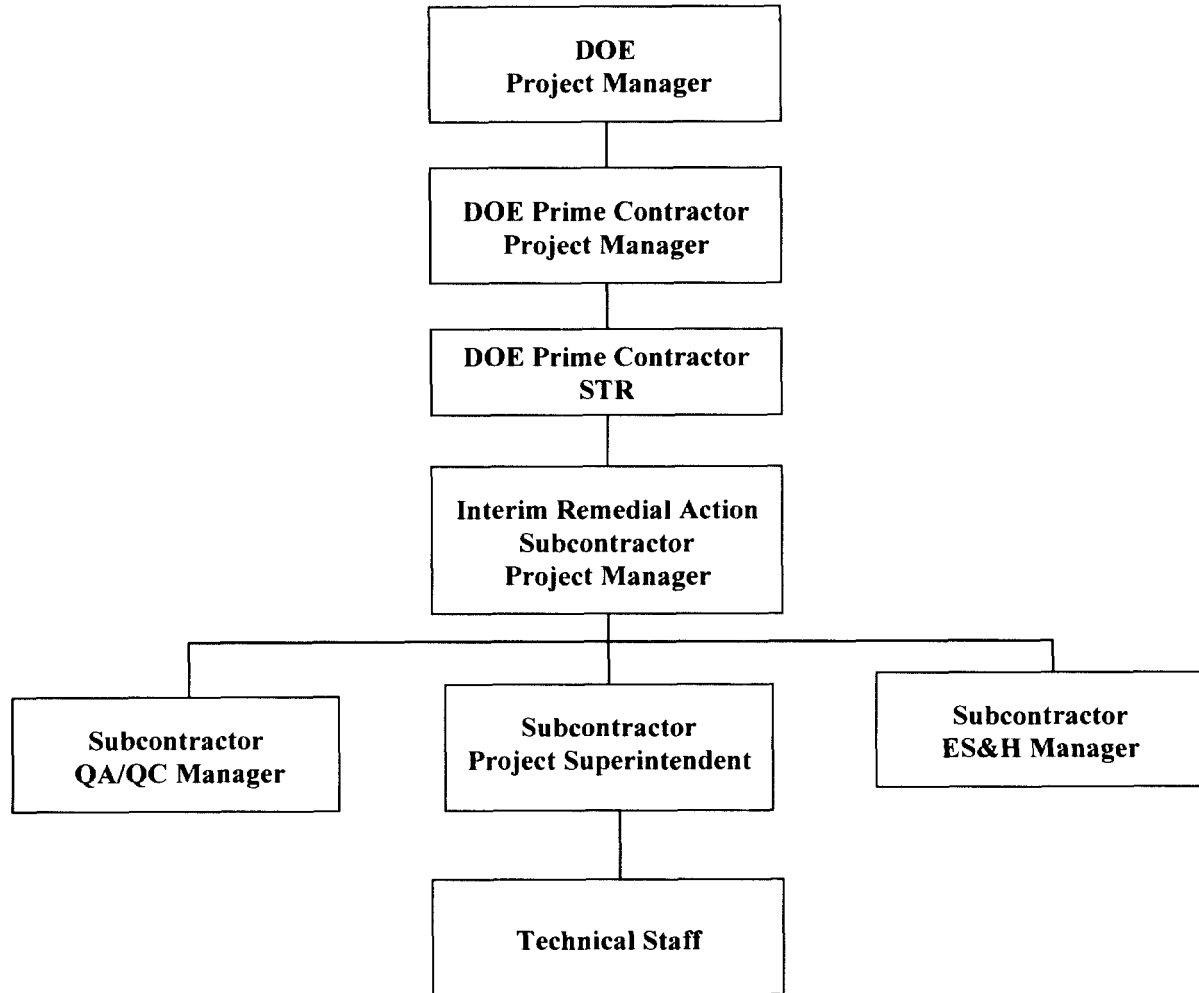 DOE
Project Manager
DOE Prime Contractor
Project Manager
DOE Prime Contractor
STR
Interim Remedial Action
Subcontractor
Project Manager
Subcontractor
QA/QC Manager
Subcontractor
Project Superintendent
Subcontractor
ES&H Manager
Technical Staff